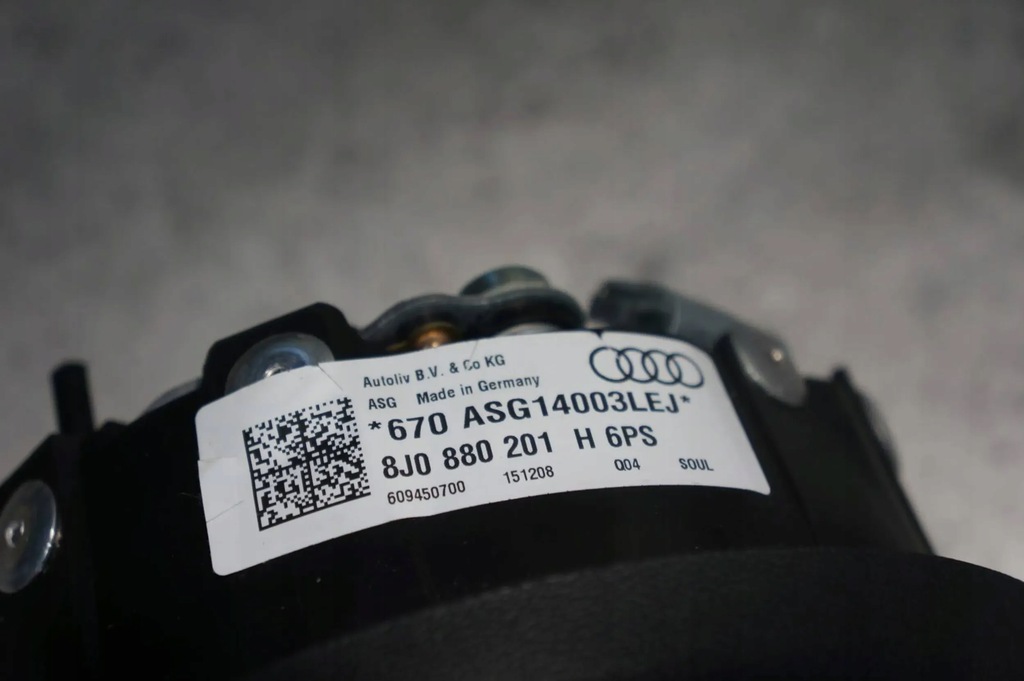 Autoliv B.V. & Co KG
ASG Made in Germany
*670 ASG14003LEJ*
8J0 880 201 H 6PS
609450700 151208 Q04 SOUL